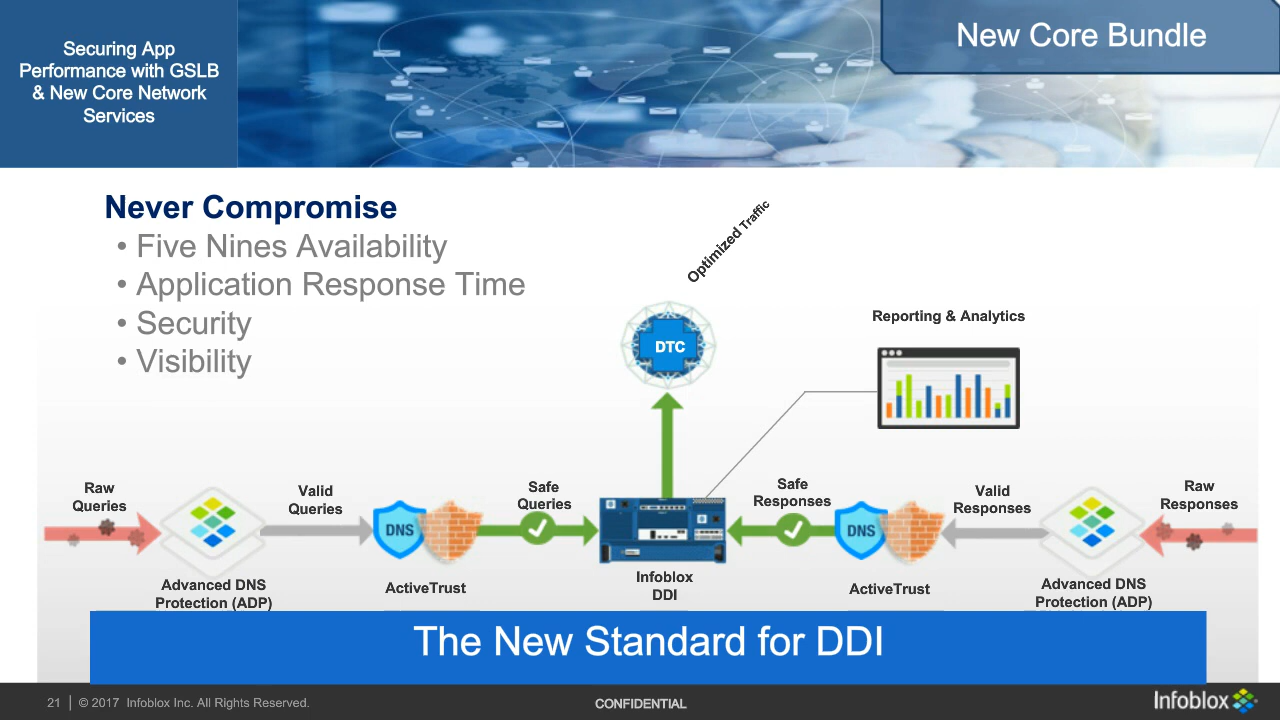 Securing App
Performance with GSLB
& New Core Network
Services
New Core Bundle
Never Compromise
• Five Nines Availability
• Application Response Time
• Security
• Visibility
Optimized Traffic
DTC
Reporting & Analytics
Raw
Queries
Valid
Queries
Safe
Queries
Safe
Responses
Valid
Responses
Raw
Responses
DNS
DNS
Advanced DNS
Protection (ADP)
ActiveTrust
Infoblox
DDI
ActiveTrust
Advanced DNS
Protection (ADP)
The New Standard for DDI
21 | © 2017 Infoblox Inc. All Rights Reserved.
CONFIDENTIAL
Infoblox